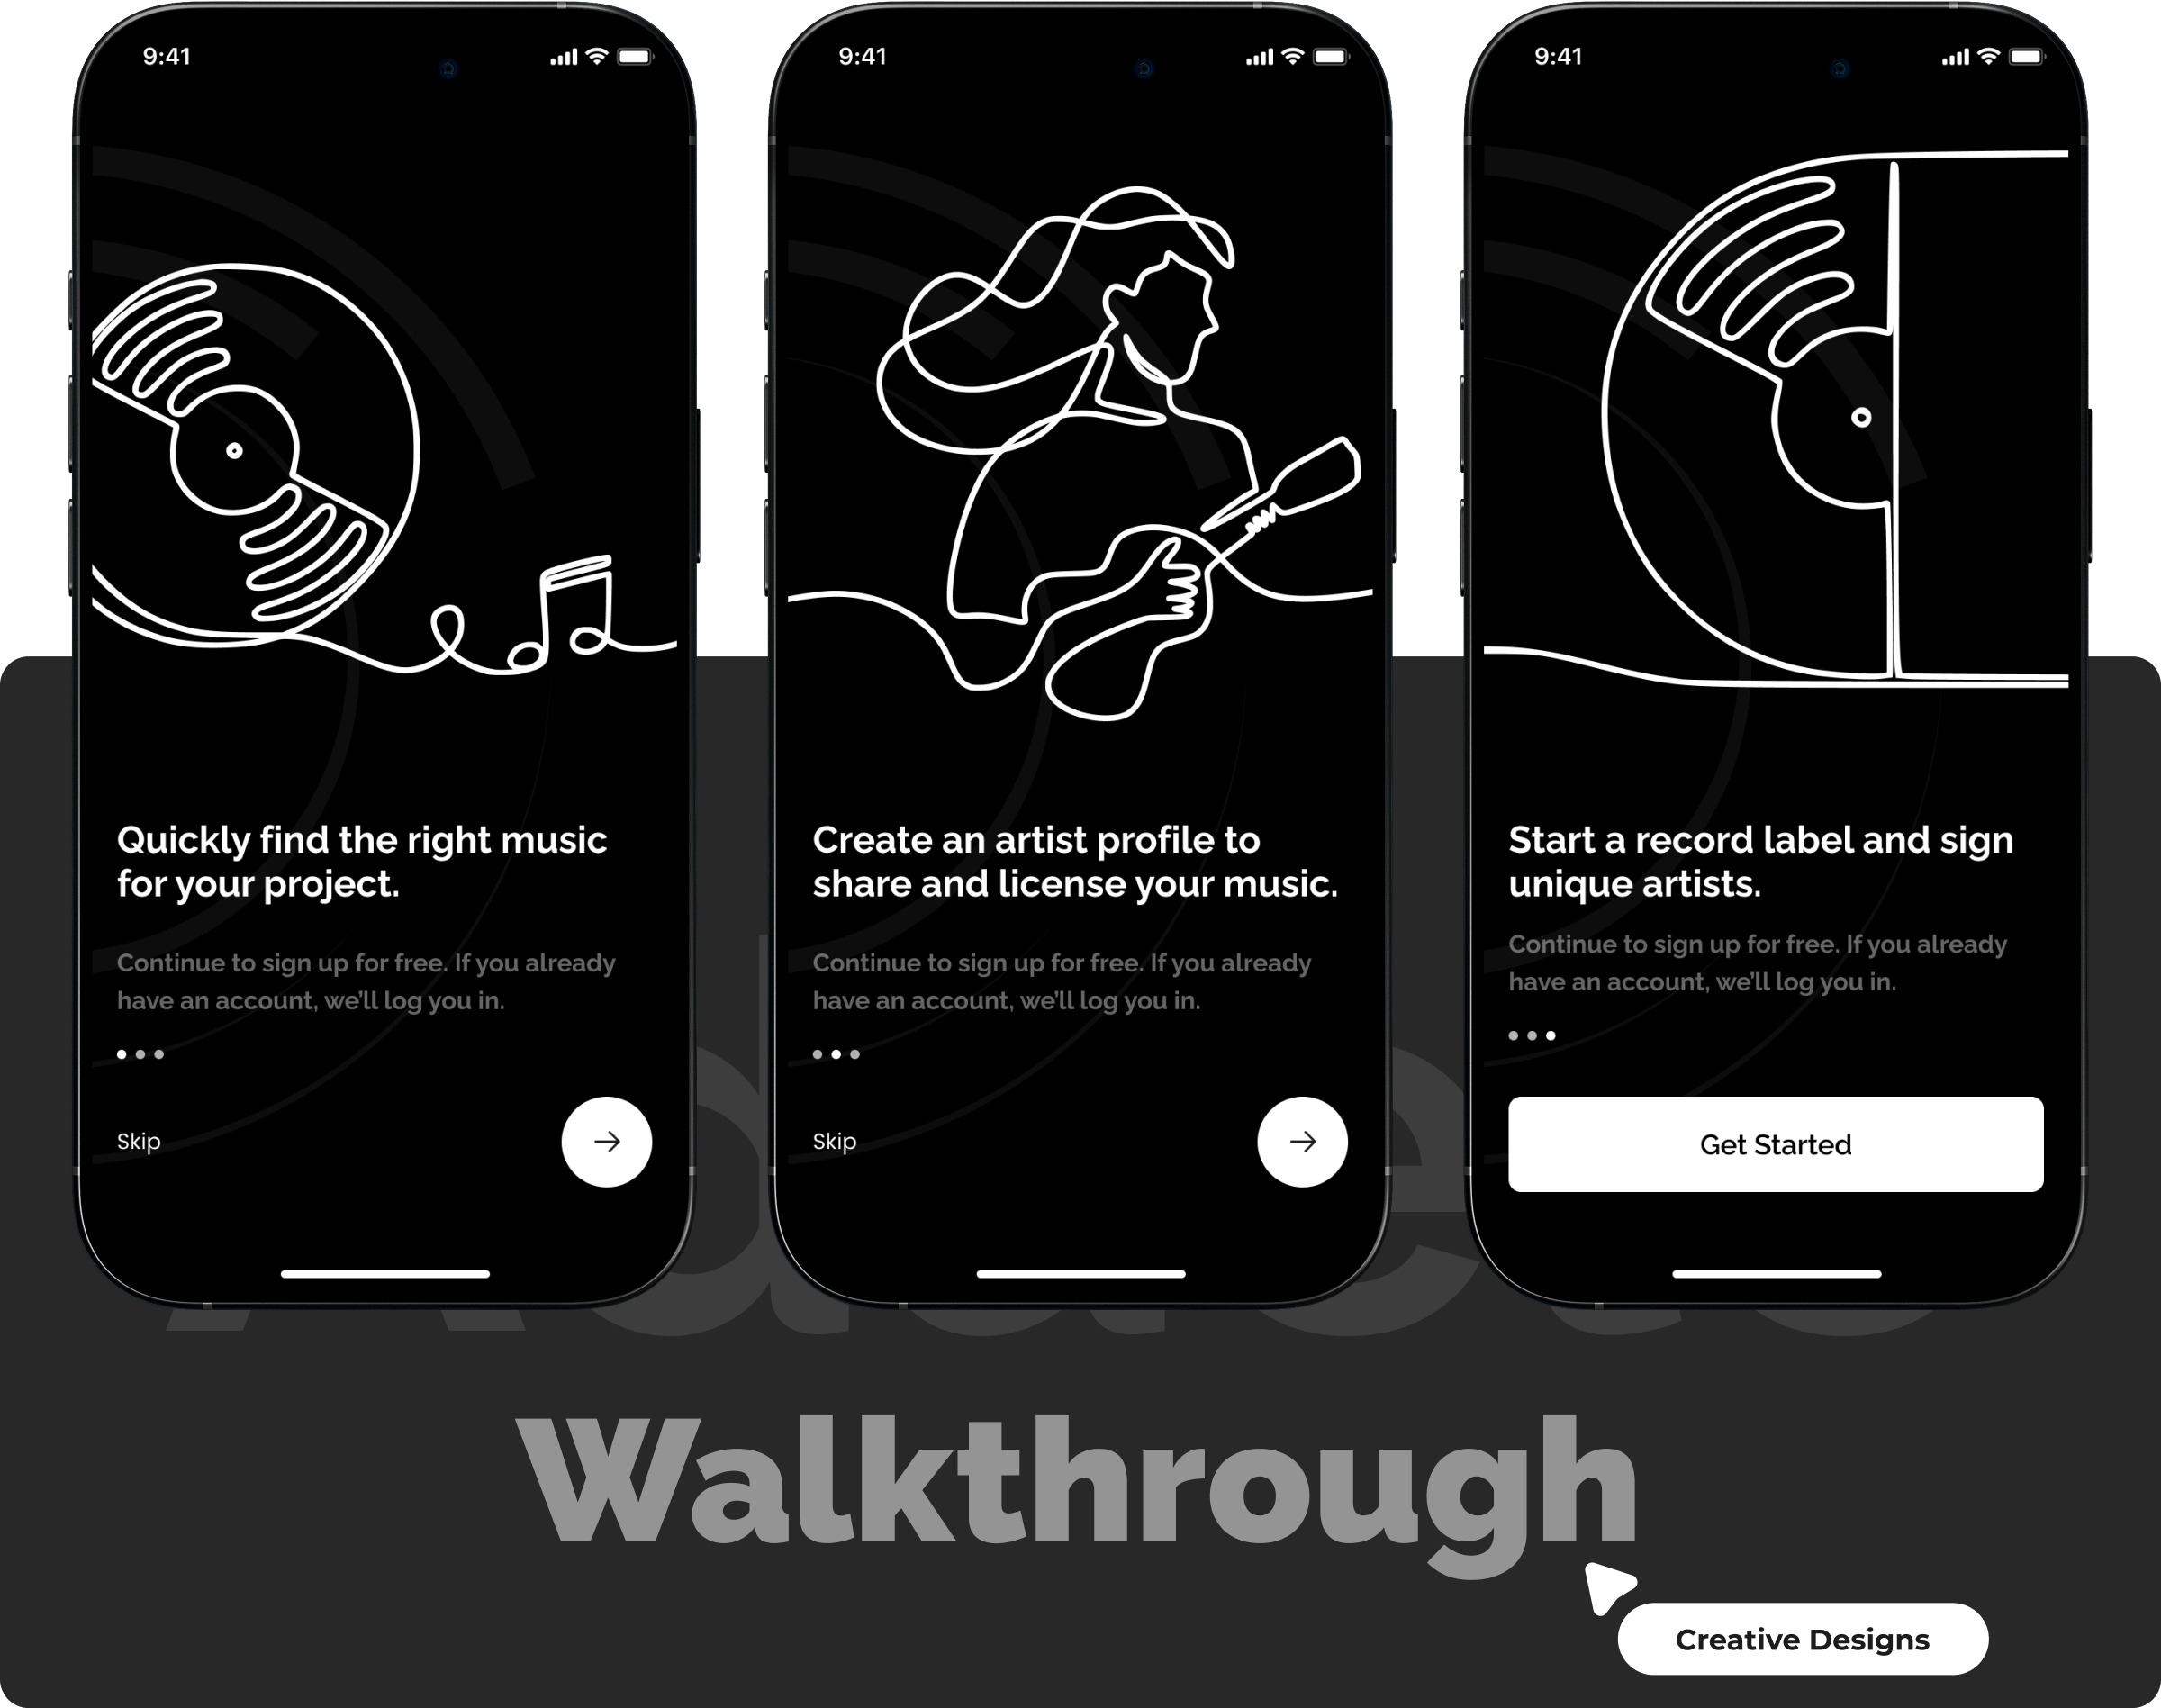 9:41
Quickly find the right music
for your project.
Continue to sign up for free. If you already
have an account, we'll log you in.
Skip
9:41
Create an artist profile to
share and license your music.
Continue to sign up for free. If you already
have an account, we'll log you in.
Skip
9:41
Start a record label and sign
unique artists.
Continue to sign up for free. If you already
have an account, we'll log you in.
Get Started
Walkthrough
Creative Designs